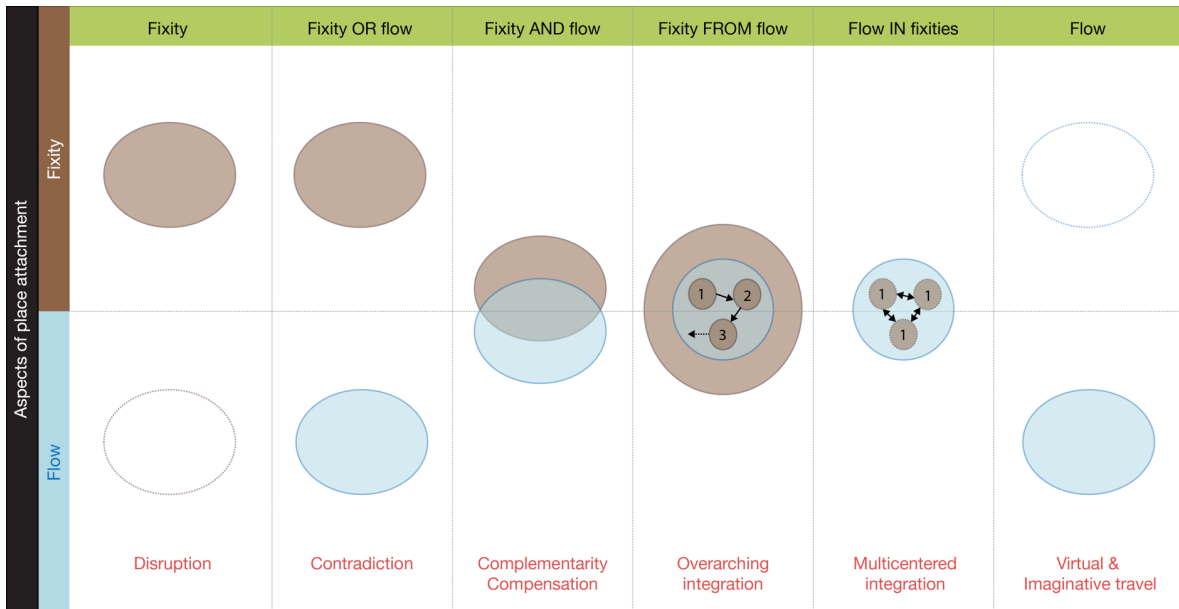 Fixity
Fixity OR flow
Fixity AND flow
Fixity FROM flow
Flow IN fixities
Flow
Aspects of place attachment
Fixity
Flow
1
2
3
1
1
1
Disruption
Contradiction
Complementarity
Compensation
Overarching
integration
Multicentered
integration
Virtual &
Imaginative travel